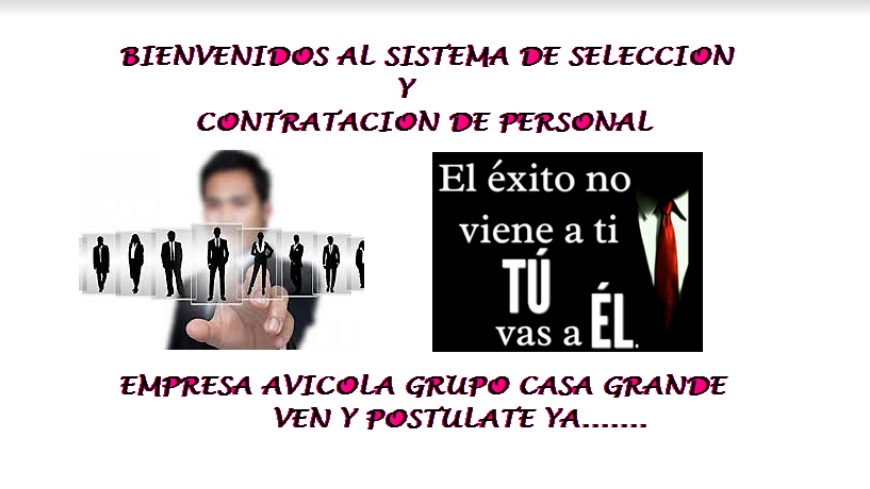 BIENVENIDOS AL SISTEMA DE SELECCION
Y
CONTRATACION DE PERSONAL
El éxito no
viene a ti
TÚ
vas a ÉL.
EMPRESA AVICOLA GRUPO CASA GRANDE
VEN Y POSTULATE YA.......